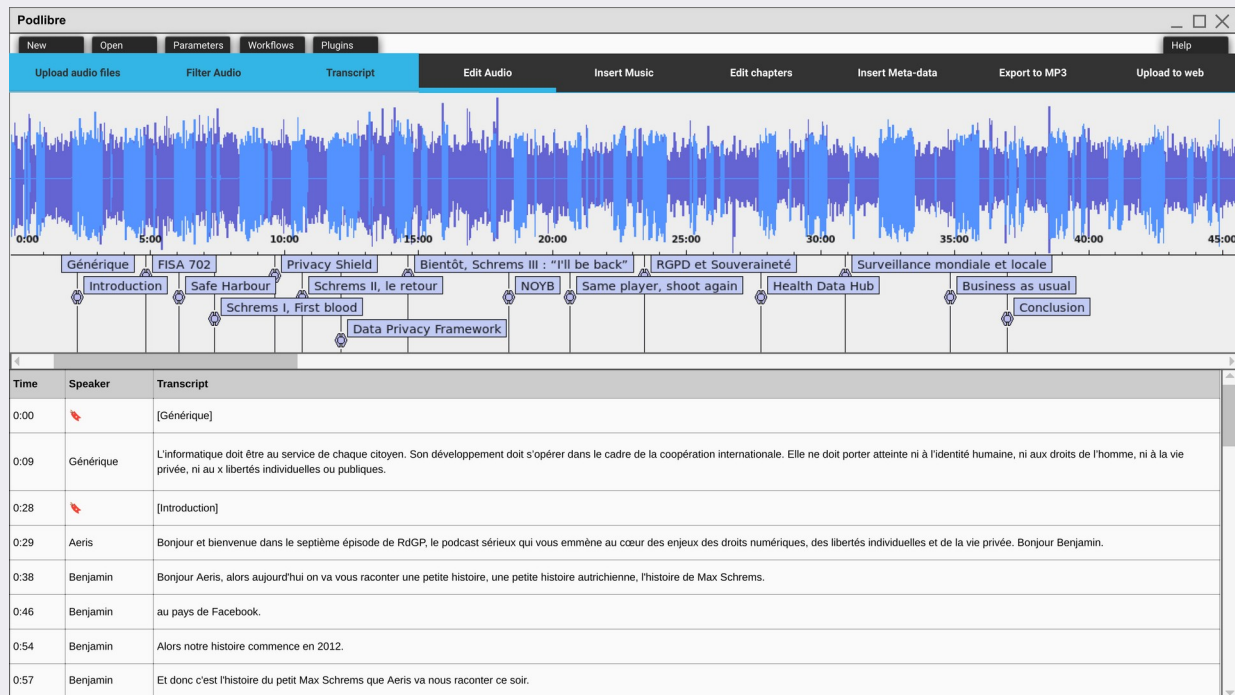 Podlibre
New Open Parameters Workflows Plugins Help
Upload audio files Filter Audio Transcript Edit Audio Insert Music Edit chapters Insert Meta-data Export to MP3 Upload to web
0:00 5:00 10:00 15:00 20:00 25:00 30:00 35:00 40:00 45:00
Générique FISA 702 Privacy Shield Bientôt, Schrems III : “I'll be back” RGPD et Souveraineté Surveillance mondiale et locale
Introduction Safe Harbour Schrems II, le retour NOYB Same player, shoot again Health Data Hub Business as usual
Schrems I, First blood Conclusion
Data Privacy Framework
Time Speaker Transcript
0:00 [Générique]
0:09 Générique L’informatique doit être au service de chaque citoyen. Son développement doit s’opérer dans le cadre de la coopération internationale. Elle ne doit porter atteinte ni à l’identité humaine, ni aux droits de l’homme, ni à la vie
privée, ni au x libertés individuelles ou publiques.
0:28 [Introduction]
0:29 Aeris Bonjour et bienvenue dans le septième épisode de RdGP, le podcast sérieux qui vous emmène au cœur des enjeux des droits numériques, des libertés individuelles et de la vie privée. Bonjour Benjamin.
0:38 Benjamin Bonjour Aeris, alors aujourd'hui on va vous raconter une petite histoire, une petite histoire autrichienne, l'histoire de Max Schrems.
0:46 Benjamin au pays de Facebook.
0:54 Benjamin Alors notre histoire commence en 2012.
0:57 Benjamin Et donc c'est l'histoire du petit Max Schrems que Aeris va nous raconter ce soir.